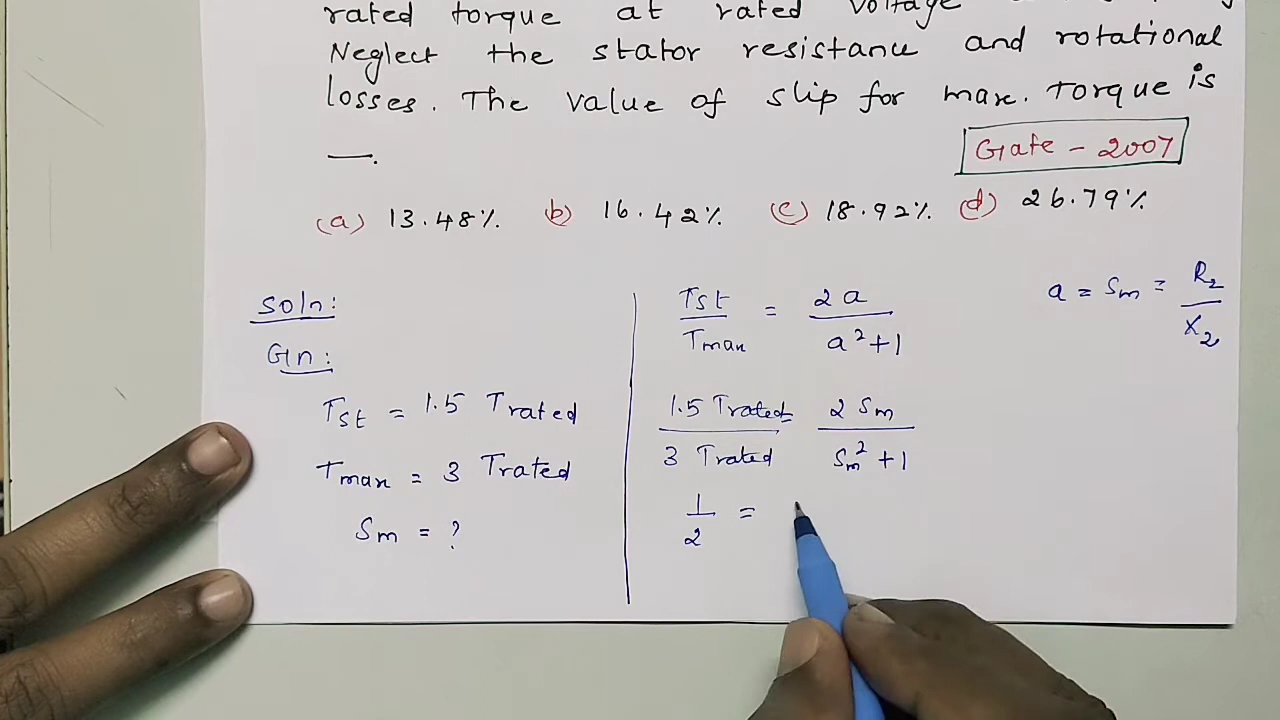 rated torque at rated voltage
Neglect the stator resistance and rotational
losses. The value of slip for max. Torque is
—.
Gate - 2007
(a) 13.48% b) 16.42% (c) 18.92% (d) 26.79%
Soln:
Gn:
Tst = 1.5 Trated
Tmax = 3 Trated
Sm = ?
Tst / Tmax = 2a / a²+1
1.5 Trated / 3 Trated = 2 Sm / Sm²+1
1/2 =
a = Sm = R2 / X2